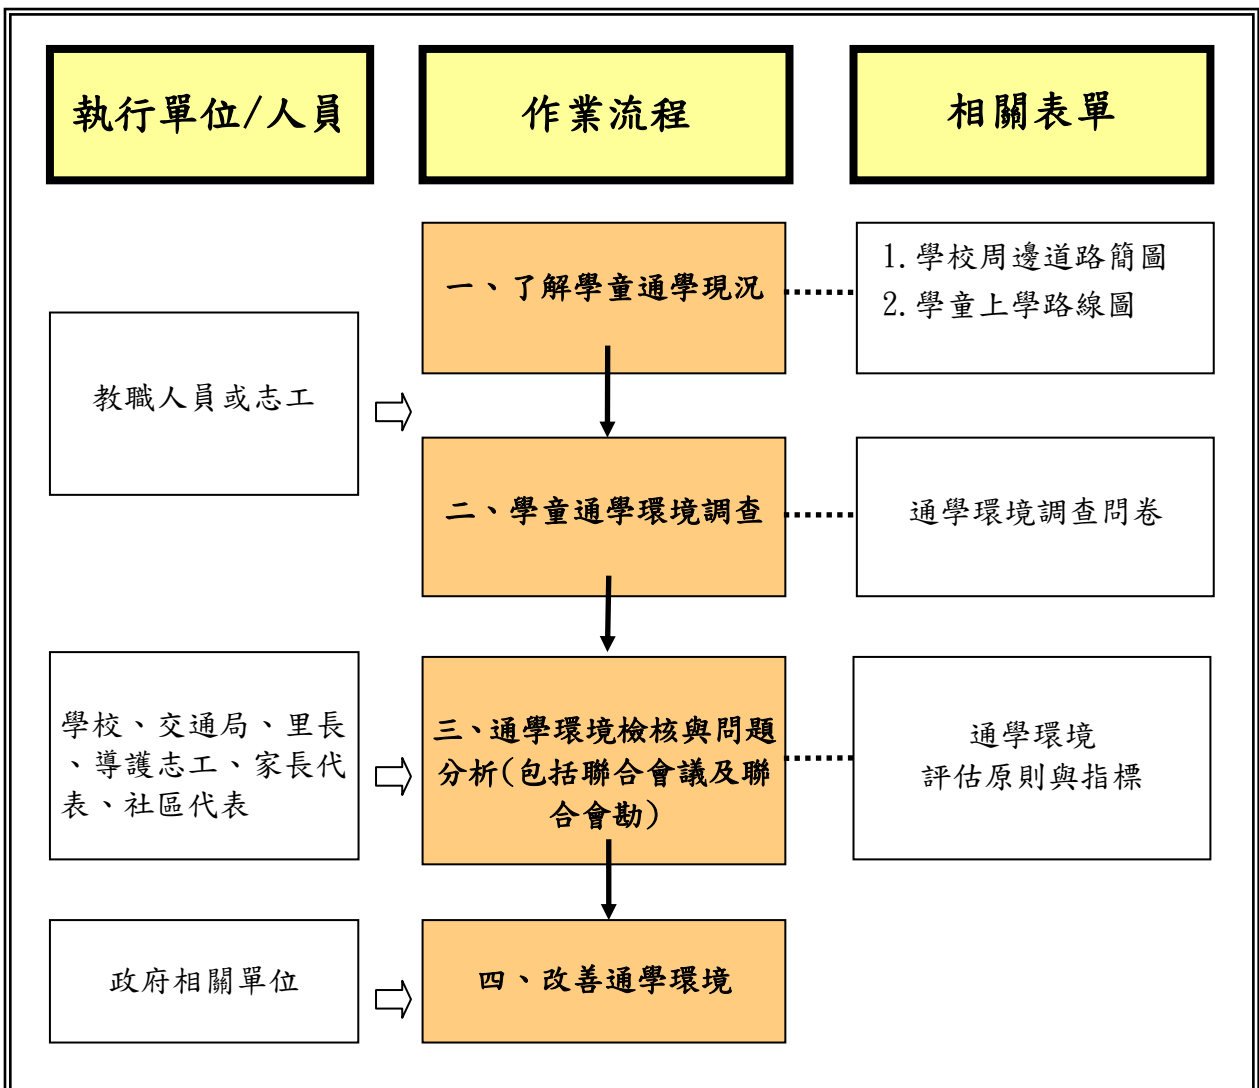 執行單位/人員
作業流程
相關表單
一、了解學童通學現況
1.學校周邊道路簡圖
2.學童上學路線圖
教職人員或志工
二、學童通學環境調查
通學環境調查問卷
學校、交通局、里長
、導護志工、家長代
表、社區代表
三、通學環境檢核與問題
分析(包括聯合會議及聯
合會勘)
通學環境
評估原則與指標
政府相關單位
四、改善通學環境